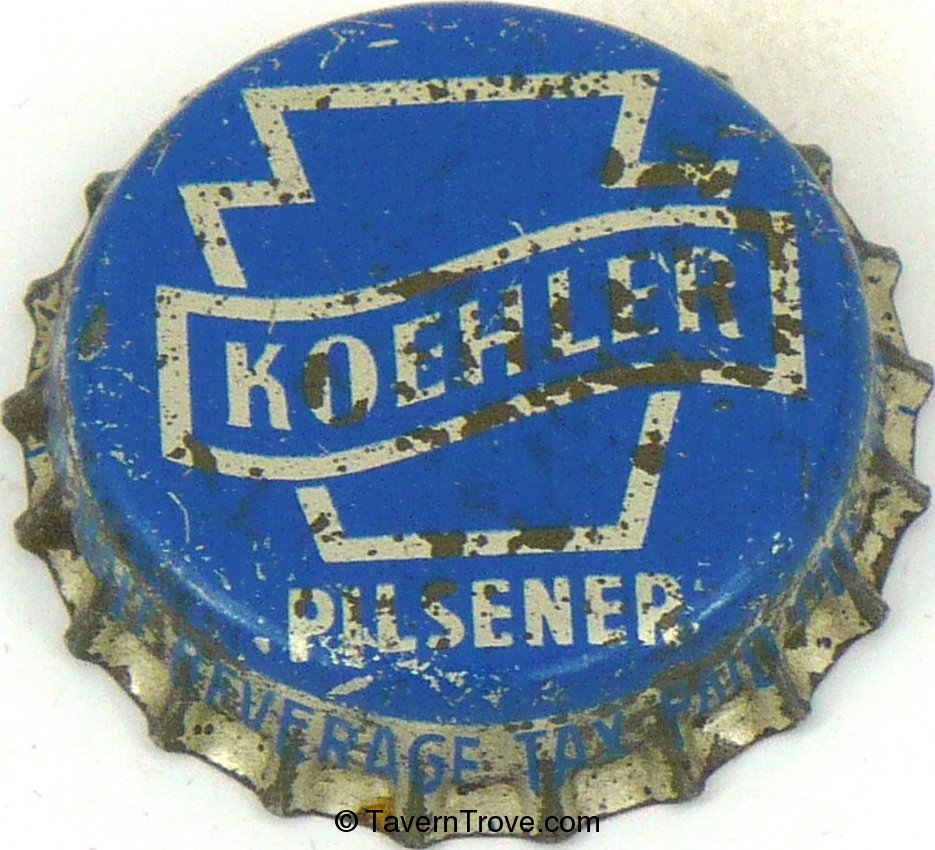 KOEHLER
PILSENER
BEVERAGE TAX PAID
© TavernTrove.com